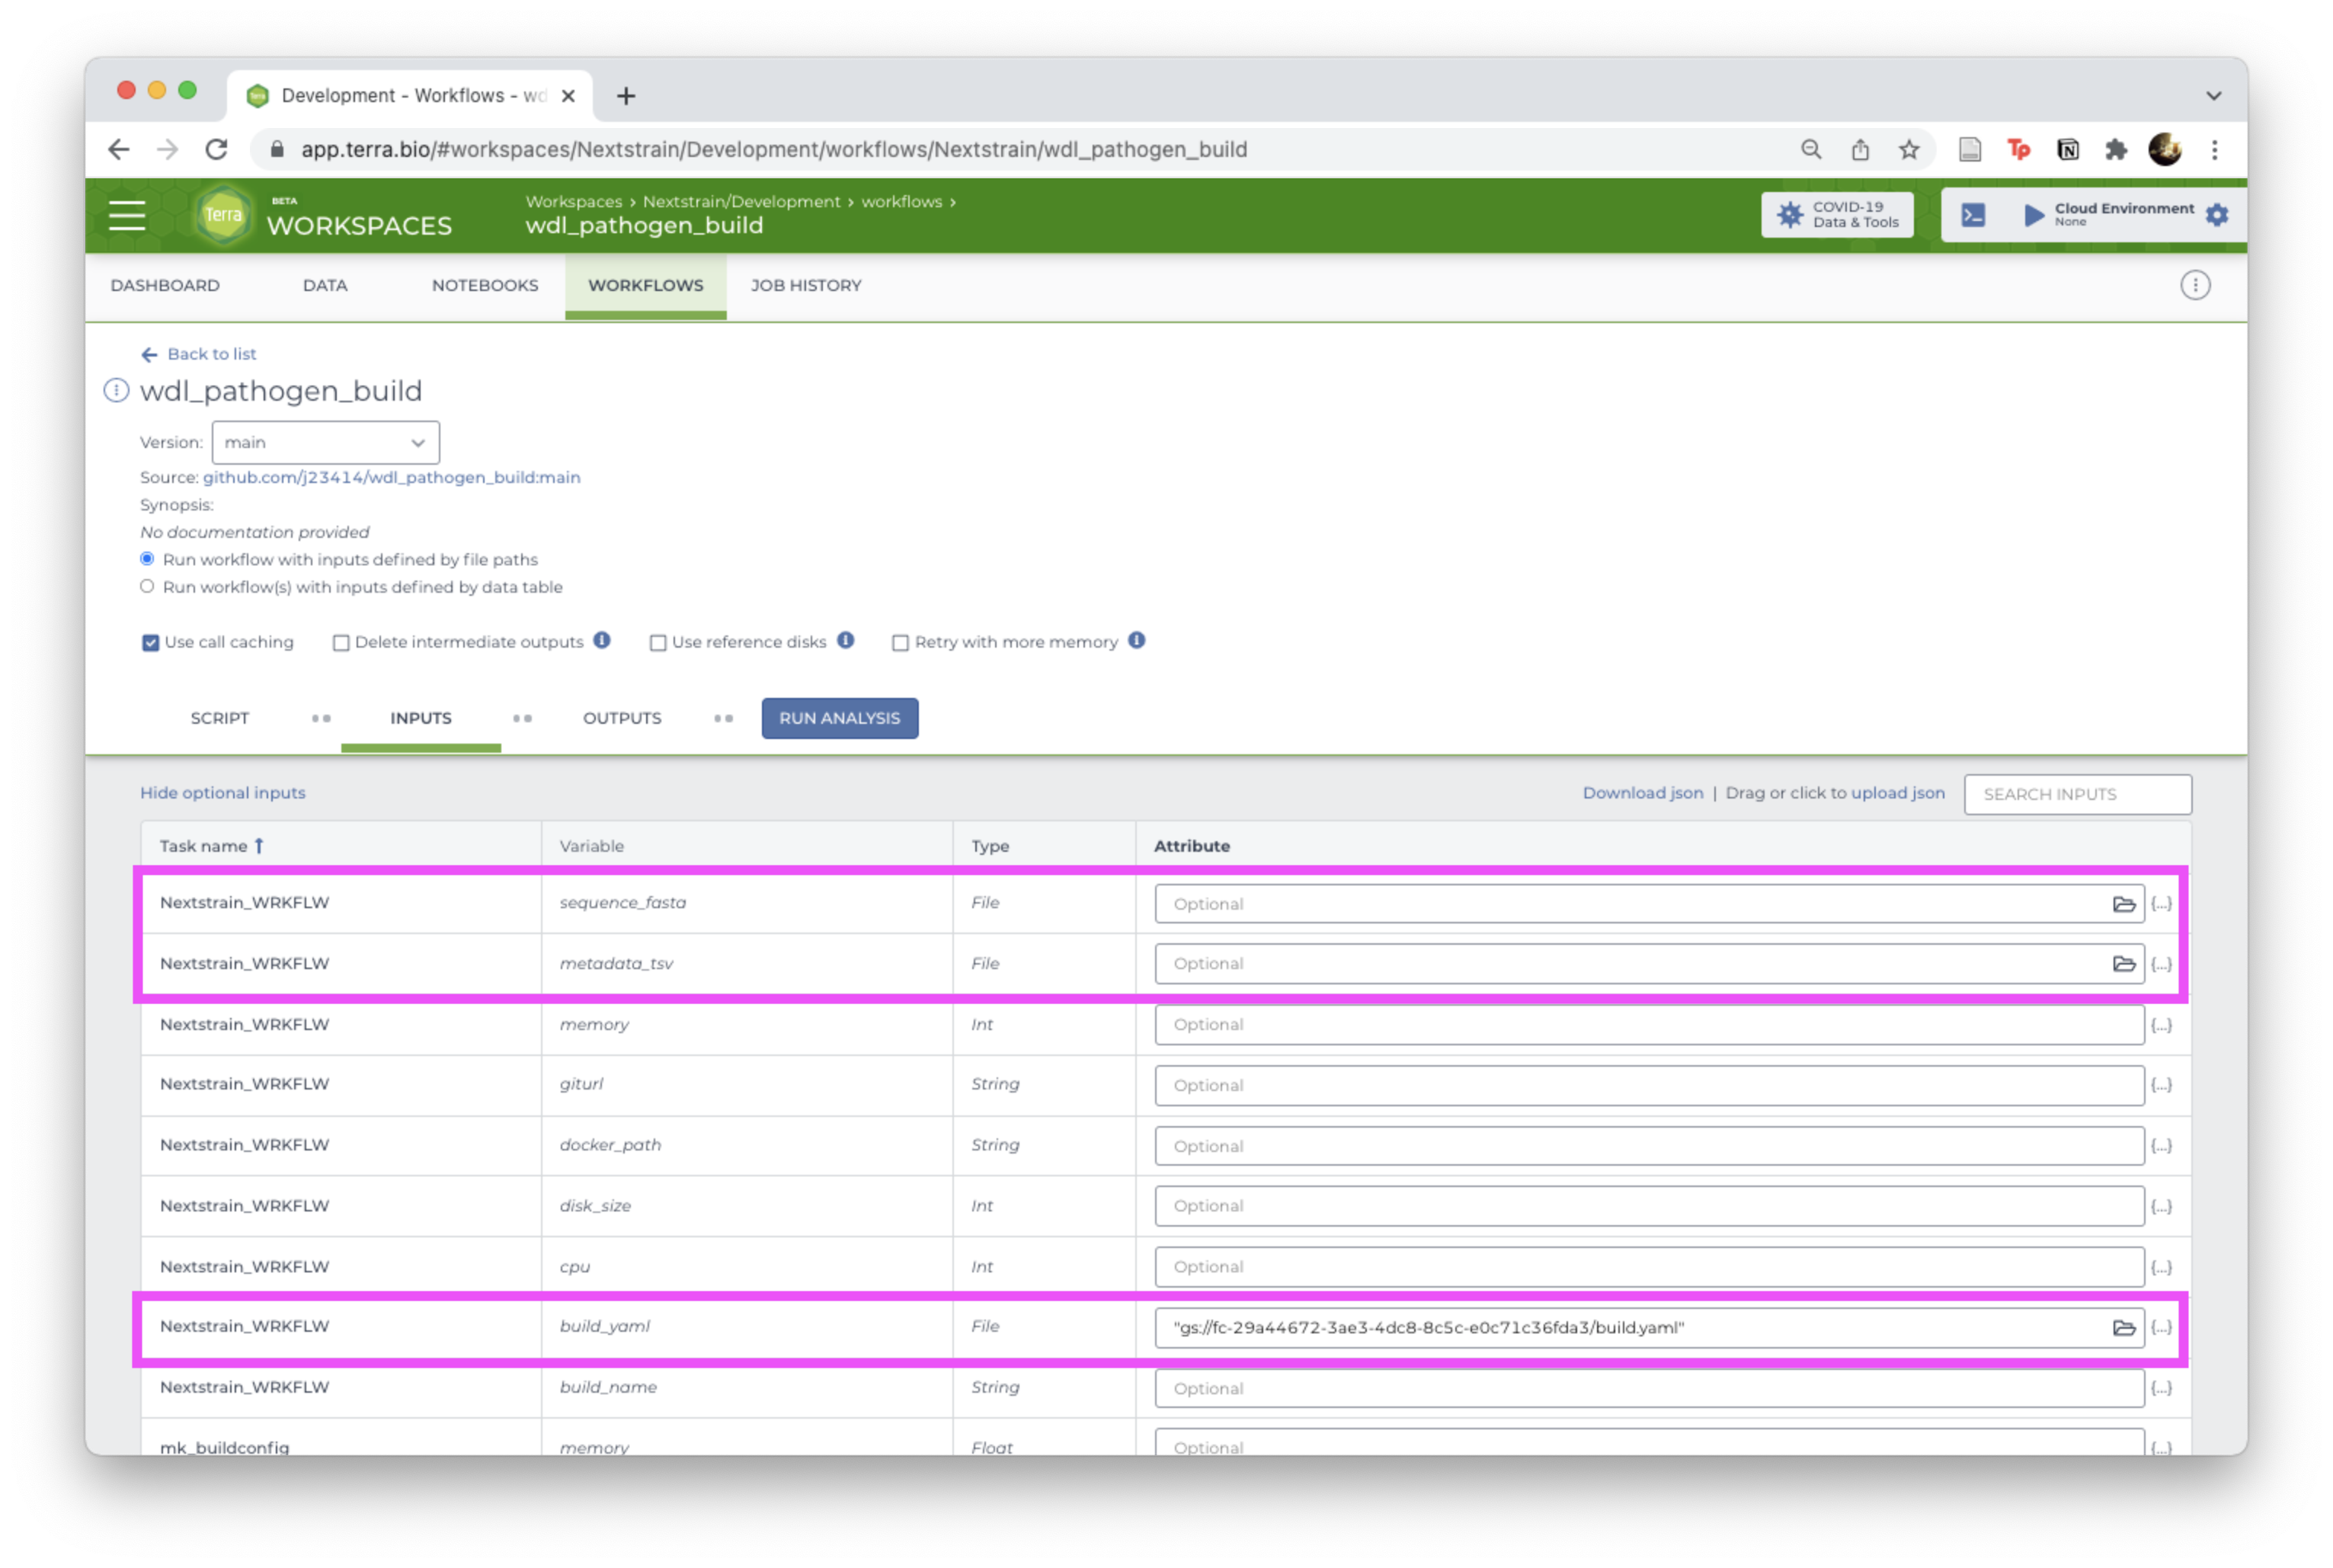 Development - Workflows - wd
app.terra.bio/#workspaces/Nextstrain/Development/workflows/Nextstrain/wdl_pathogen_build
Tp
N
Terra
BETA
WORKSPACES
Workspaces › Nextstrain/Development › workflows ›
wdl_pathogen_build
COVID-19
Data & Tools
Cloud Environment
None
DASHBOARD DATA NOTEBOOKS WORKFLOWS JOB HISTORY
Back to list
wdl_pathogen_build
Version: main
Source: github.com/j23414/wdl_pathogen_build:main
Synopsis:
No documentation provided
Run workflow with inputs defined by file paths
Run workflow(s) with inputs defined by data table
Use call caching Delete intermediate outputs Use reference disks Retry with more memory
SCRIPT INPUTS OUTPUTS RUN ANALYSIS
Hide optional inputs Download json | Drag or click to upload json SEARCH INPUTS
Task name Variable Type Attribute
Nextstrain_WRKFLW sequence_fasta File Optional {...}
Nextstrain_WRKFLW metadata_tsv File Optional {...}
Nextstrain_WRKFLW memory Int Optional {...}
Nextstrain_WRKFLW giturl String Optional {...}
Nextstrain_WRKFLW docker_path String Optional {...}
Nextstrain_WRKFLW disk_size Int Optional {...}
Nextstrain_WRKFLW cpu Int Optional {...}
Nextstrain_WRKFLW build_yaml File "gs://fc-29a44672-3ae3-4dc8-8c5c-e0c71c36fda3/build.yaml" {...}
Nextstrain_WRKFLW build_name String Optional {...}
mk_buildconfig memory Float Optional {...}